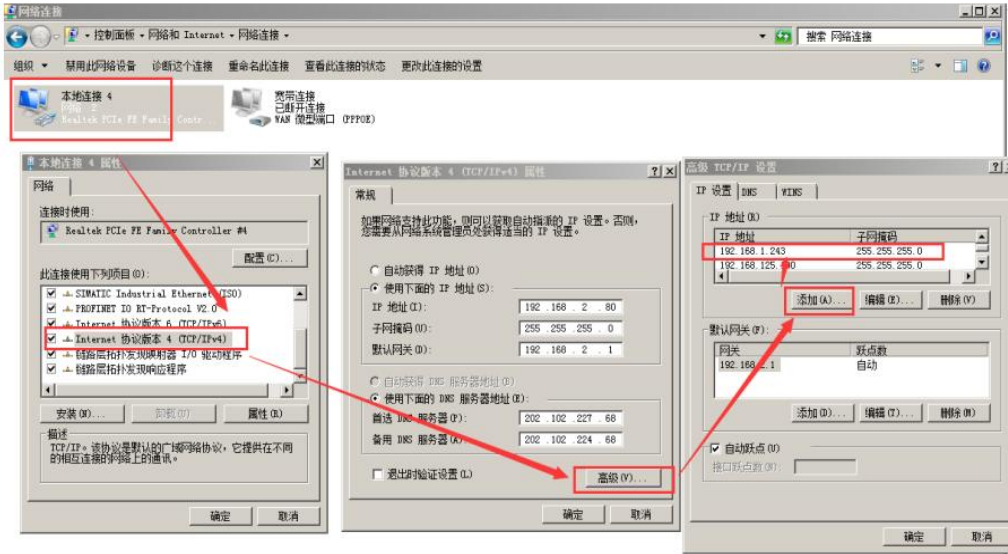 网络连接
控制面板 网络和 Internet 网络连接
搜索 网络连接
组织 禁用此网络设备 诊断这个连接 重命名此连接 查看此连接的状态 更改此连接的设置
本地连接 4
网络 2
Realtek PCIe FE Family Contr...
宽带连接
已断开连接
WAN 微型端口 (PPPOE)
本地连接 4 属性
网络
连接时使用:
Realtek PCIe FE Family Controller #4
配置(C)...
此连接使用下列项目(O):
SIMATIC Industrial Ethernet (ISO)
PROFINET IO RT-Protocol V2.0
Internet 协议版本 6 (TCP/IPv6)
Internet 协议版本 4 (TCP/IPv4)
链路层拓扑发现映射器 I/O 驱动程序
链路层拓扑发现响应程序
安装(N)... 卸载(U) 属性(R)
描述
TCP/IP。该协议是默认的广域网络协议，它提供在不同
的相互连接的网络上的通讯。
确定 取消
Internet 协议版本 4 (TCP/IPv4) 属性
常规
如果网络支持此功能，则可以获取自动指派的 IP 设置。否则，
您需要从网络系统管理员处获得适当的 IP 设置。
自动获得 IP 地址(O)
使用下面的 IP 地址(S):
IP 地址(I): 192 .168 . 2 . 80
子网掩码(U): 255 .255 .255 . 0
默认网关(D): 192 .168 . 2 . 1
自动获得 DNS 服务器地址(B)
使用下面的 DNS 服务器地址(E):
首选 DNS 服务器(P): 202 .102 .227 . 68
备用 DNS 服务器(A): 202 .102 .224 . 68
退出时验证设置(L)
高级(V)...
确定 取消
高级 TCP/IP 设置
IP 设置 DNS WINS
IP 地址(R)
IP 地址 子网掩码
192.168.1.243 255.255.255.0
255.255.255.0
添加(A)... 编辑(E)... 删除(V)
默认网关(F):
网关 跃点数
192.168.2.1 自动
添加(D)... 编辑(T)... 删除(M)
自动跃点(U)
接口跃点数(N):
确定 取消